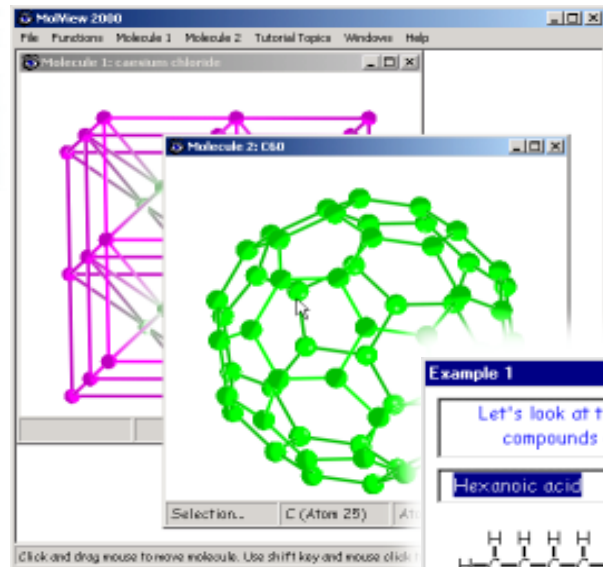 MolView 2000
File Functions Molecule 1 Molecule 2 Tutorial Topics Windows Help
Molecule 1: caesium chloride
Molecule 2: C60
Example 1
Let's look at t
compounds
Hexanoic acid
Selection... C (Atom 25) Ato
H H H H
H-C-C-C-C
Click and drag mouse to move molecule. Use shift key and mouse click t